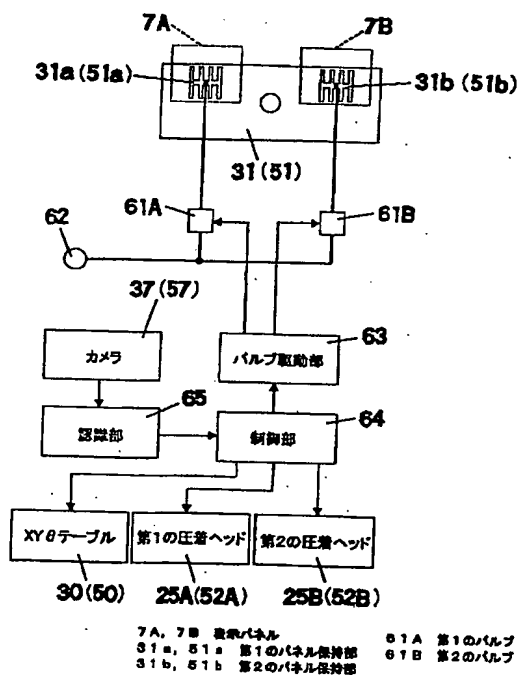 7A
7B
31a(51a)
31b(51b)
31(51)
61A
61B
62
37(57)
63
カメラ
バルブ駆動部
65
64
認識部
制御部
XYθテーブル
第1の圧着ヘッド
第2の圧着ヘッド
30(50)
25A(52A)
25B(52B)
7A, 7B 表示パネル
31a, 51a 第1のパネル保持部
31b, 51b 第2のパネル保持部
61A 第1のバルブ
61B 第2のバルブ